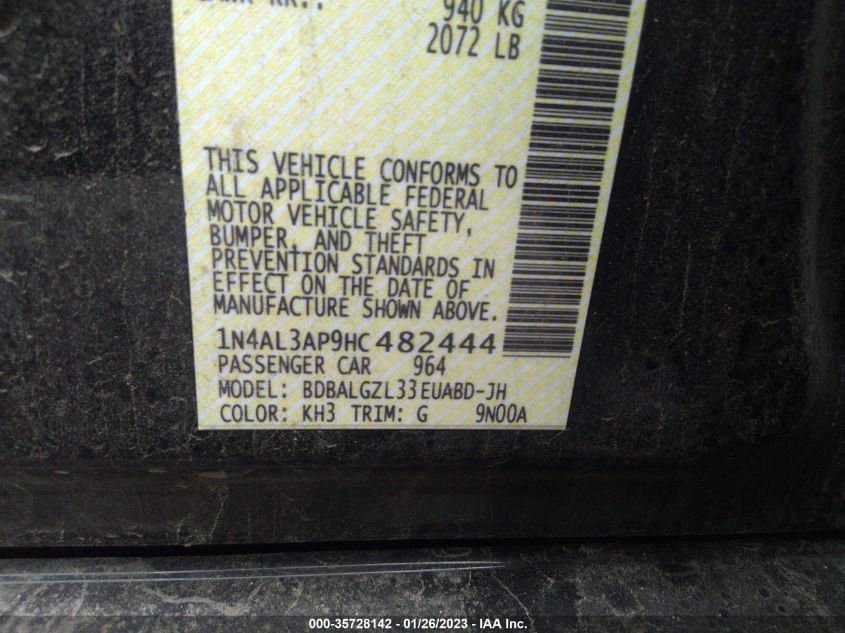 940 KG
2072 LB
THIS VEHICLE CONFORMS TO
ALL APPLICABLE FEDERAL
MOTOR VEHICLE SAFETY,
BUMPER, AND THEFT
PREVENTION STANDARDS IN
EFFECT ON THE DATE OF
MANUFACTURE SHOWN ABOVE.
1N4AL3AP9HC482444
PASSENGER CAR 964
MODEL: BDBALGZL33EUABD-JH
COLOR: KH3 TRIM: G 9N00A
000-35728142 - 01/26/2023 - IAA Inc.